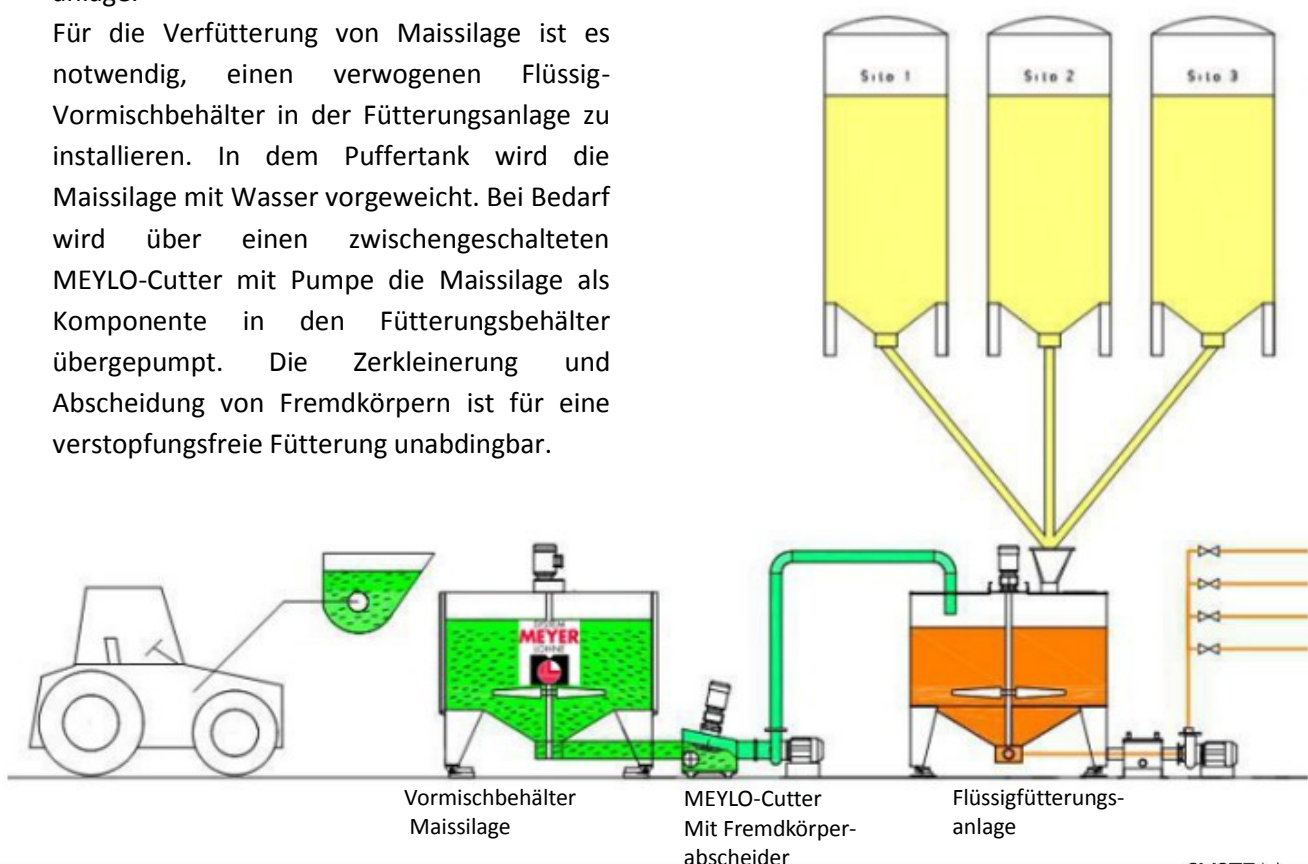 anlage.
Für die Verfütterung von Maissilage ist es
notwendig, einen verwogenen Flüssig-
Vormischbehälter in der Fütterungsanlage zu
installieren. In dem Puffertank wird die
Maissilage mit Wasser vorgeweicht. Bei Bedarf
wird über einen zwischengeschalteten
MEYLO-Cutter mit Pumpe die Maissilage als
Komponente in den Fütterungsbehälter
übergepumpt. Die Zerkleinerung und
Abscheidung von Fremdkörpern ist für eine
verstopfungsfreie Fütterung unabdingbar.
Silo 1
Silo 2
Silo 3
SYSTEM
MEYER
LOHNE
Vormischbehälter
Maissilage
MEYLO-Cutter
Mit Fremdkörper-
abscheider
Flüssigfütterungs-
anlage